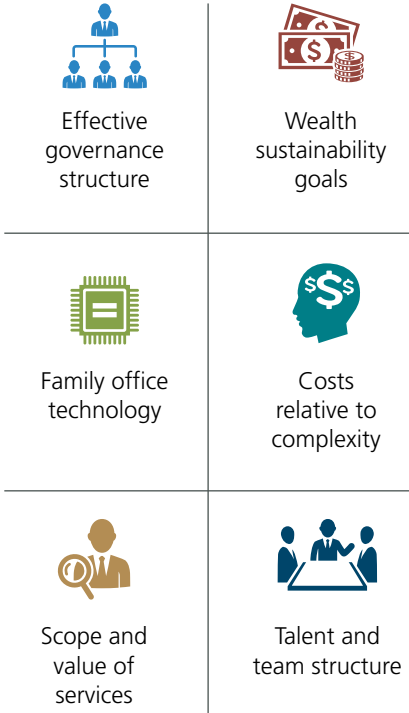 Effective
governance
structure
Wealth
sustainability
goals
Family office
technology
Costs
relative to
complexity
Scope and
value of
services
Talent and
team structure